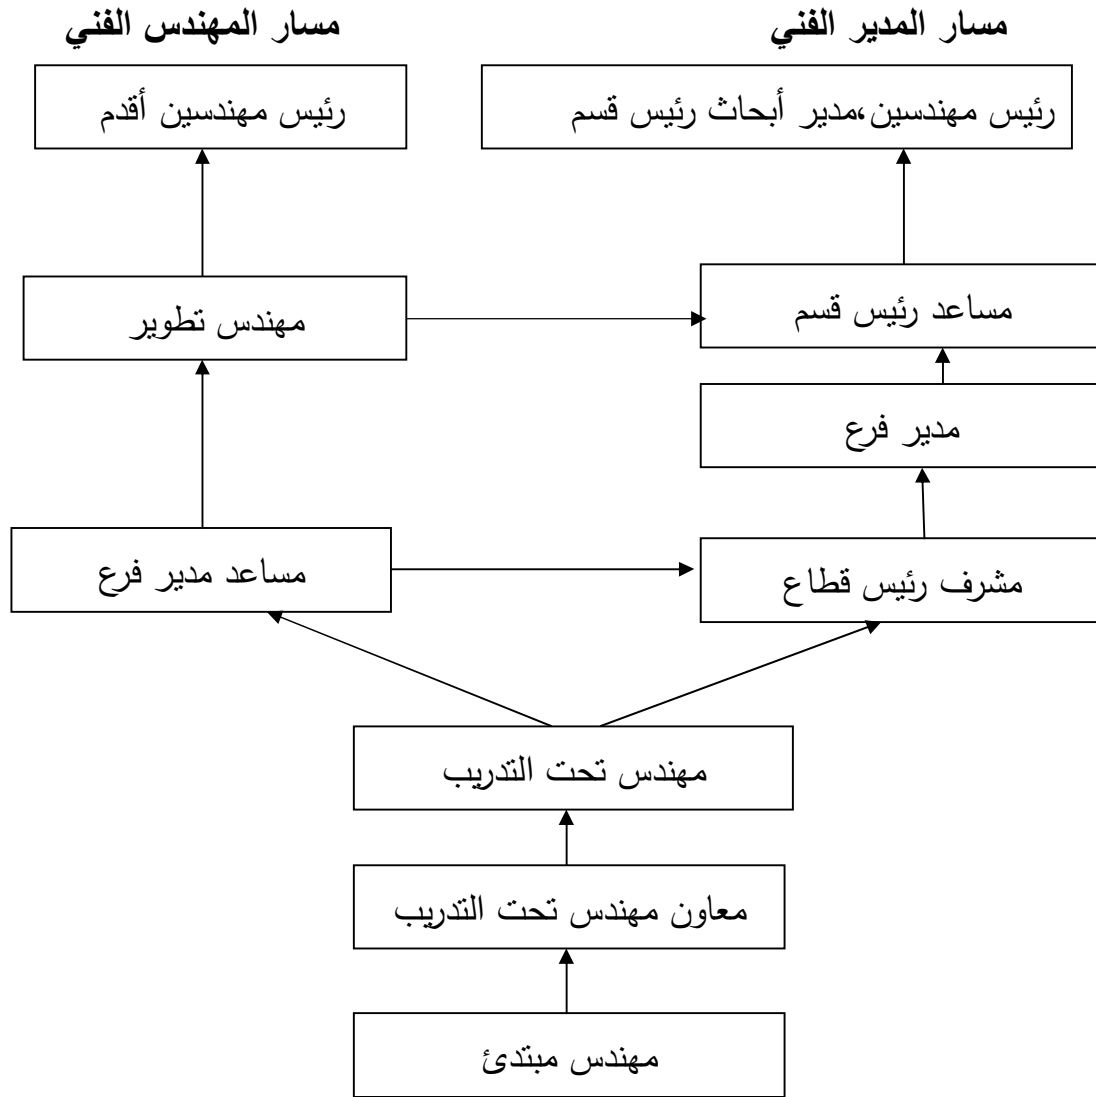 مسار المدير الفني
مسار المهندس الفني
رئيس مهندسين،مدير أبحاث رئيس قسم
رئيس مهندسين أقدم
مساعد رئيس قسم
مهندس تطوير
مدير فرع
مشرف رئيس قطاع
مساعد مدير فرع
مهندس تحت التدريب
معاون مهندس تحت التدريب
مهندس مبتدئ